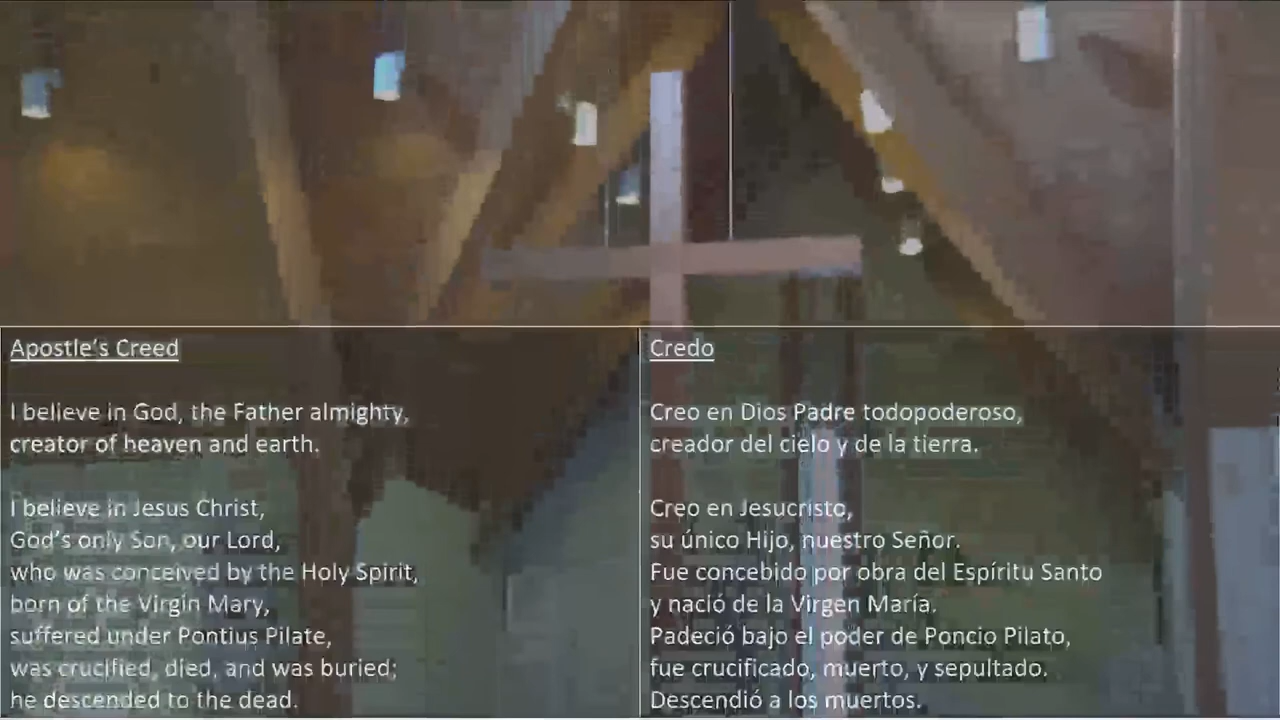 Apostle's Creed
I believe in God, the Father almighty,
creator of heaven and earth.
I believe in Jesus Christ,
God's only Son, our Lord,
who was conceived by the Holy Spirit,
born of the Virgin Mary,
suffered under Pontius Pilate,
was crucified, died, and was buried;
he descended to the dead.
Credo
Creo en Dios Padre todopoderoso,
creador del cielo y de la tierra.
Creo en Jesucristo,
su único Hijo, nuestro Señor.
Fue concebido por obra del Espíritu Santo
y nació de la Virgen María.
Padeció bajo el poder de Poncio Pilato,
fue crucificado, muerto, y sepultado.
Descendió a los muertos.